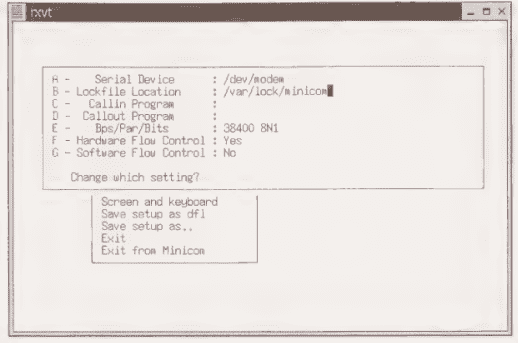 rxvt
A - Serial Device : /dev/modem
B - Lockfile Location : /var/lock/minicom
C - Callin Program :
D - Callout Program :
E - Bps/Par/Bits : 38400 8N1
F - Hardware Flow Control : Yes
G - Software Flow Control : No
Change which setting?
Screen and keyboard
Save setup as dfl
Save setup as..
Exit
Exit from Minicom